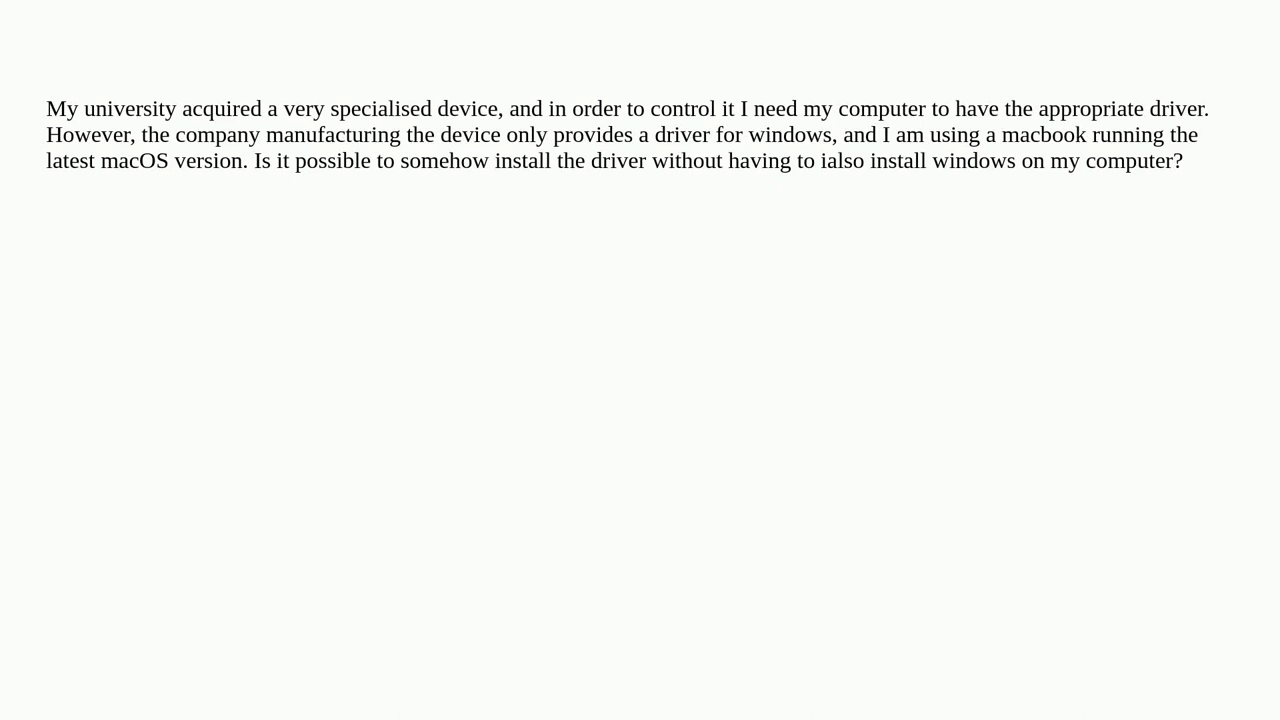 My university acquired a very specialised device, and in order to control it I need my computer to have the appropriate driver.
However, the company manufacturing the device only provides a driver for windows, and I am using a macbook running the
latest macOS version. Is it possible to somehow install the driver without having to ialso install windows on my computer?